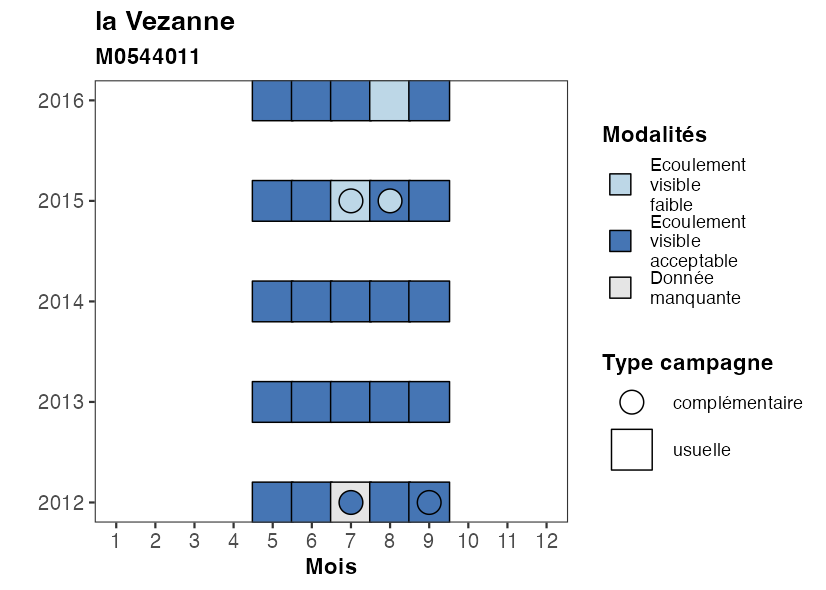 la Vezanne
M0544011
2016
2015
2014
2013
2012
1 2 3 4 5 6 7 8 9 10 11 12
Mois
Modalités
Ecoulement
visible
faible
Ecoulement
visible
acceptable
Donnée
manquante
Type campagne
complémentaire
usuelle